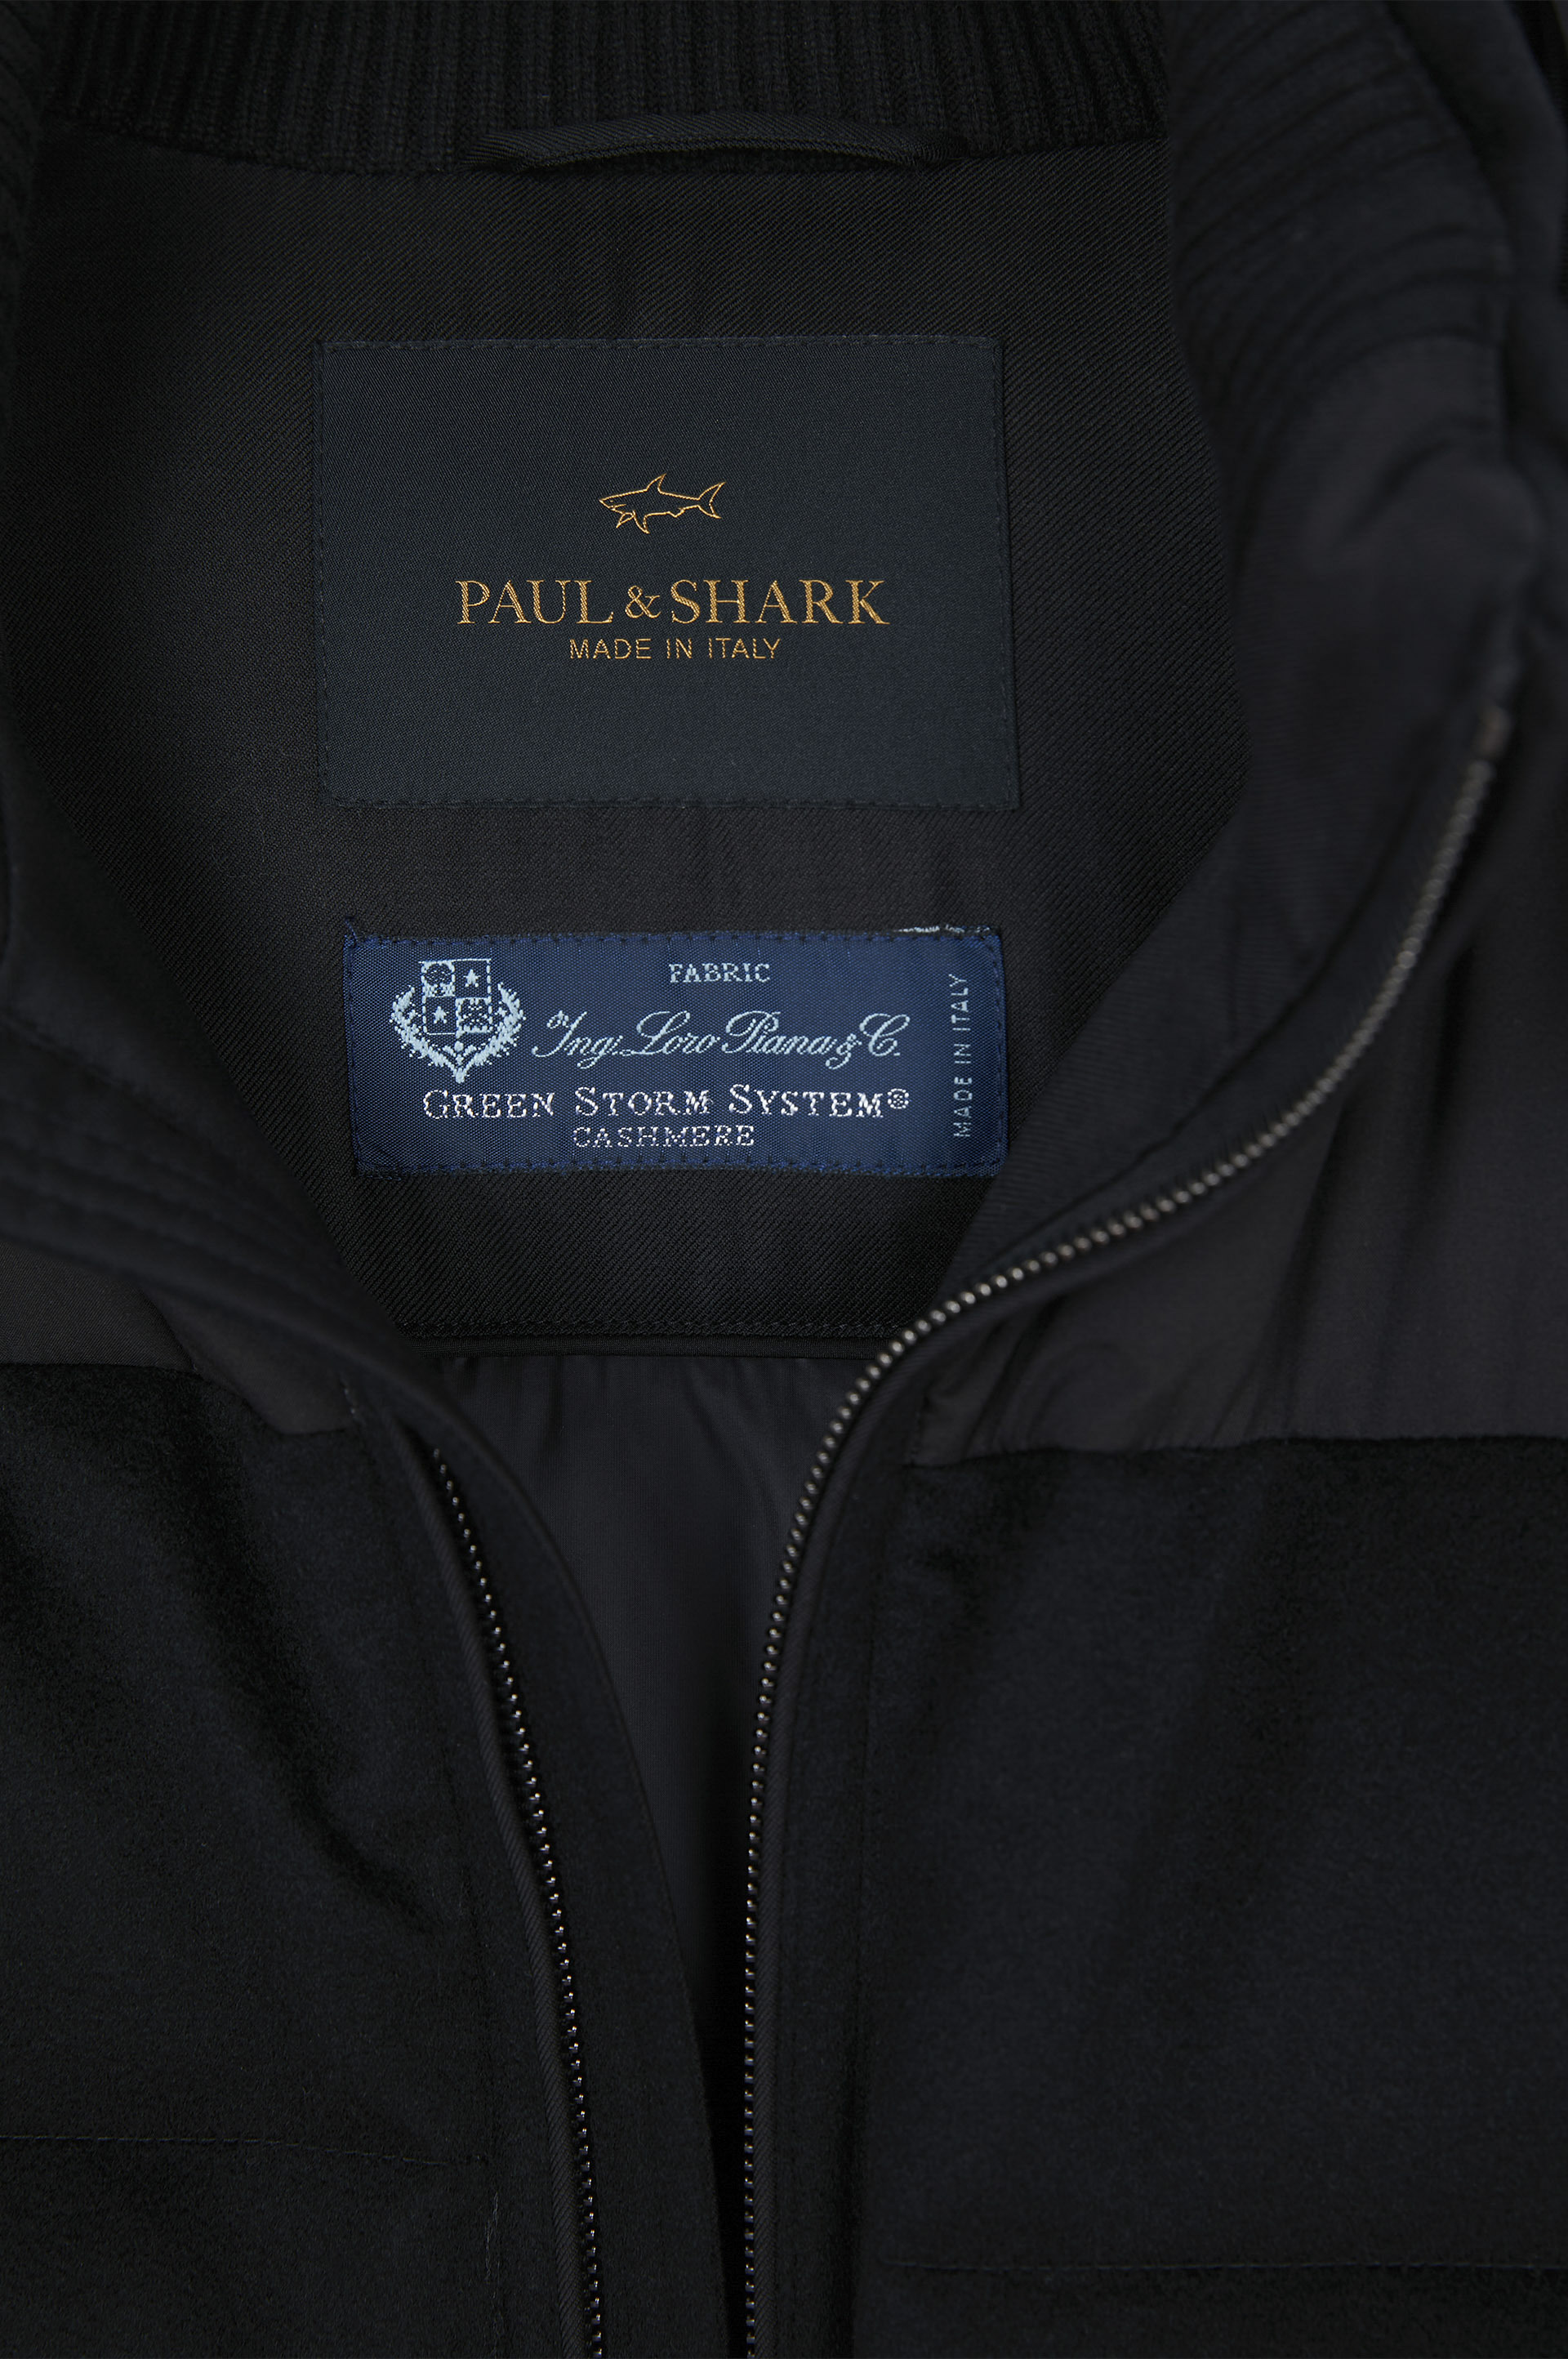 PAUL & SHARK
MADE IN ITALY
FABRIC
Ing. Loro Piana & C.
GREEN STORM SYSTEM®
CASHMERE
MADE IN ITALY